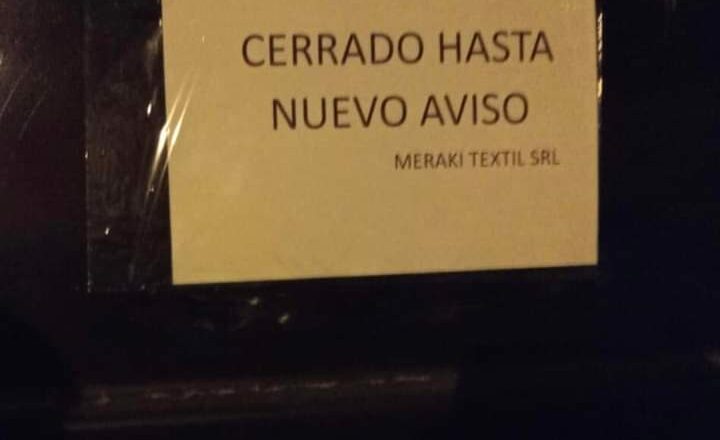 CERRADO HASTA
NUEVO AVISO
MERAKI TEXTIL SRL